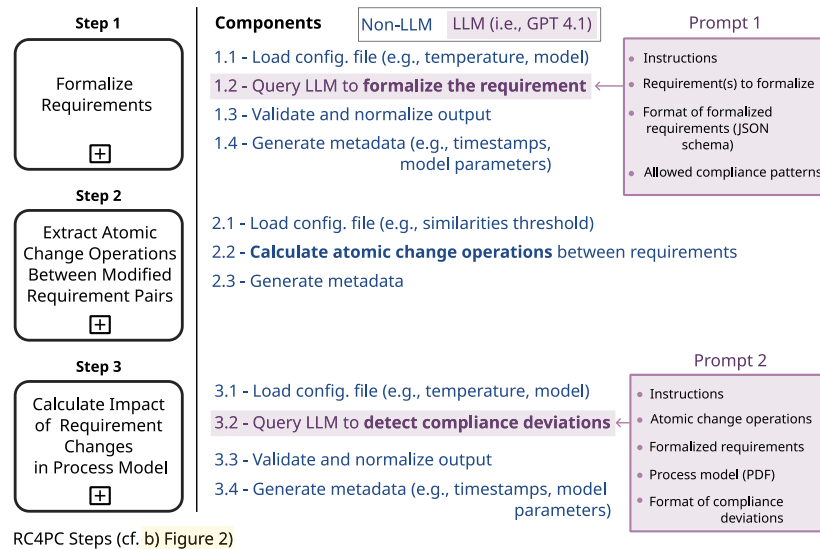 Step 1
Formalize
Requirements
Components
Non-LLM
LLM (i.e., GPT 4.1)
1.1 - Load config. file (e.g., temperature, model)
1.2 - Query LLM to formalize the requirement
1.3 - Validate and normalize output
1.4 - Generate metadata (e.g., timestamps,
model parameters)
Prompt 1
• Instructions
• Requirement(s) to formalize
• Format of formalized
requirements (JSON
schema)
• Allowed compliance patterns
Step 2
Extract Atomic
Change Operations
Between Modified
Requirement Pairs
2.1 - Load config. file (e.g., similarities threshold)
2.2 - Calculate atomic change operations between requirements
2.3 - Generate metadata
Step 3
Calculate Impact
of Requirement
Changes
in Process Model
3.1 - Load config. file (e.g., temperature, model)
3.2 - Query LLM to detect compliance deviations
3.3 - Validate and normalize output
3.4 - Generate metadata (e.g., timestamps, model
parameters)
Prompt 2
• Instructions
• Atomic change operations
• Formalized requirements
• Process model (PDF)
• Format of compliance
deviations
RC4PC Steps (cf. b) Figure 2)